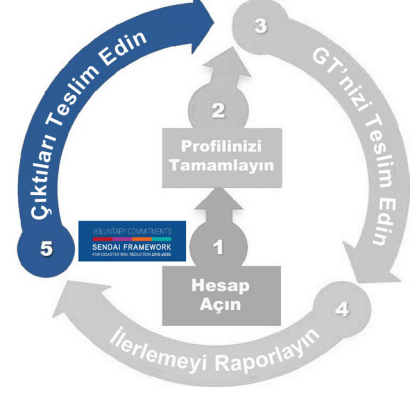 3
GT'nizi Teslim Edin
2
Profilinizi
Tamamlayın
1
Hesap
Açın
4
İlerlemeyi Raporlayın
5
Çıktıları Teslim Edin
VOLUNTARY COMMITMENTS
SENDAI FRAMEWORK
FOR DISASTER RISK REDUCTION 2015-2030